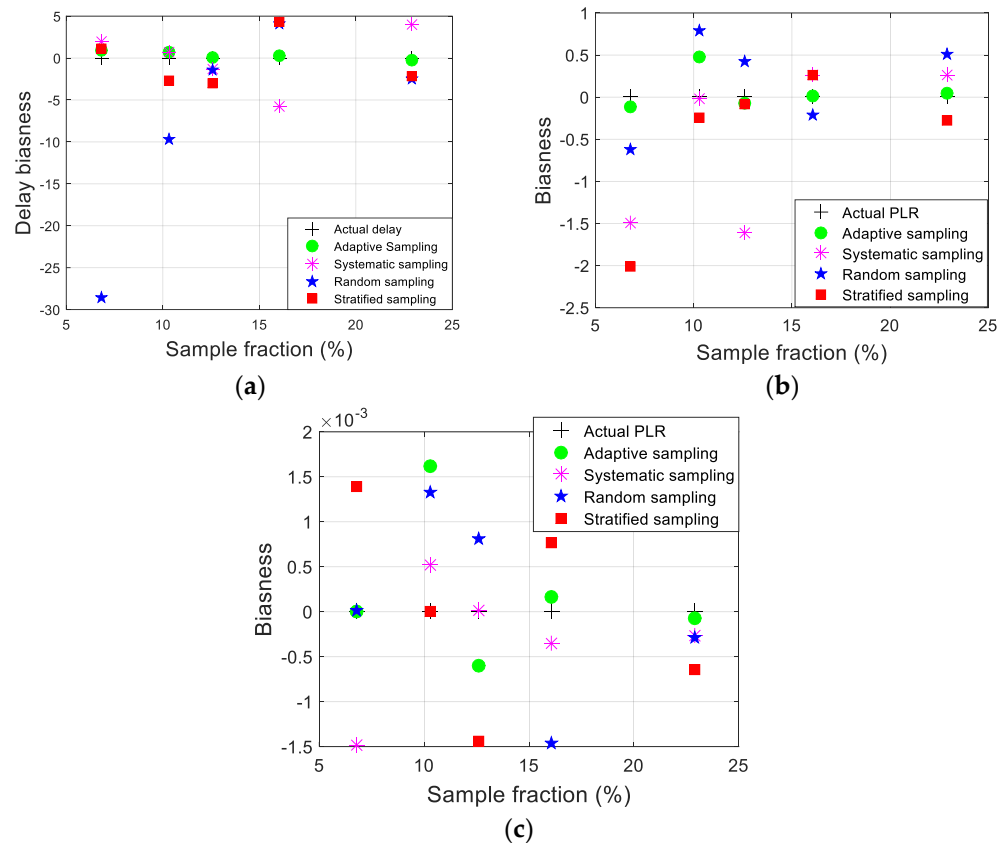 5
0
-5
-10
-15
-20
-25
-30
Delay biasness
Actual delay
Adaptive Sampling
Systematic sampling
Random sampling
Stratified sampling
5 10 15 20 25
Sample fraction (%)
(a)
1
0.5
0
-0.5
-1
-1.5
-2
-2.5
Biasness
Actual PLR
Adaptive sampling
Systematic sampling
Random sampling
Stratified sampling
5 10 15 20 25
Sample fraction (%)
(b)
×10⁻³
2
1.5
1
0.5
0
-0.5
-1
-1.5
Biasness
Actual PLR
Adaptive sampling
Systematic sampling
Random sampling
Stratified sampling
5 10 15 20 25
Sample fraction (%)
(c)